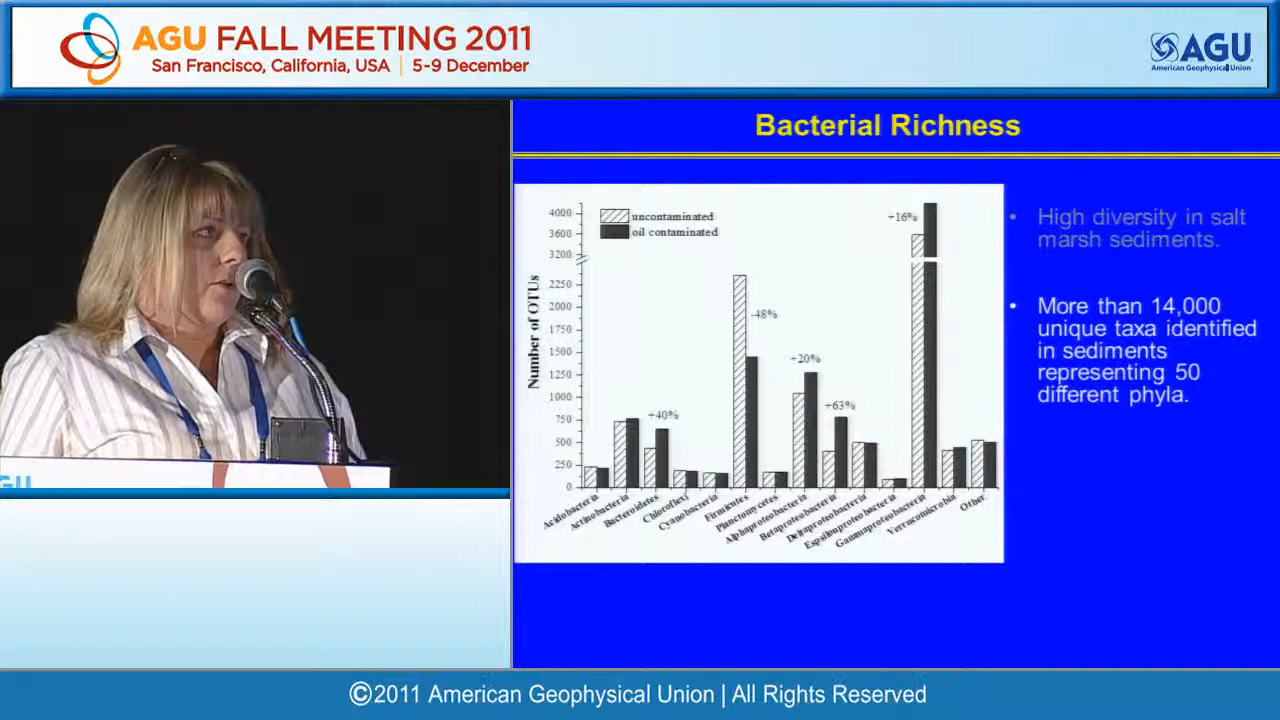 AGU FALL MEETING 2011
San Francisco, California, USA | 5-9 December
AGU
American Geophysical Union
AGU
Bacterial Richness
uncontaminated
oil contaminated
Number of OTUs
4000
3600
3200
2250
2000
1750
1500
1250
1000
750
500
250
0
+40%
-48%
+20%
+63%
+16%
Acidobacteria
Actinobacteria
Bacteroidetes
Chloroflexi
Cyanobacteria
Firmicutes
Planctomycetes
Alphaproteobacteria
Betaproteobacteria
Deltaproteobacteria
Espsilonproteobacteria
Gammaproteobacteria
Verrucomicrobia
Other
• High diversity in salt
marsh sediments.
• More than 14,000
unique taxa identified
in sediments
representing 50
different phyla.
©2011 American Geophysical Union | All Rights Reserved